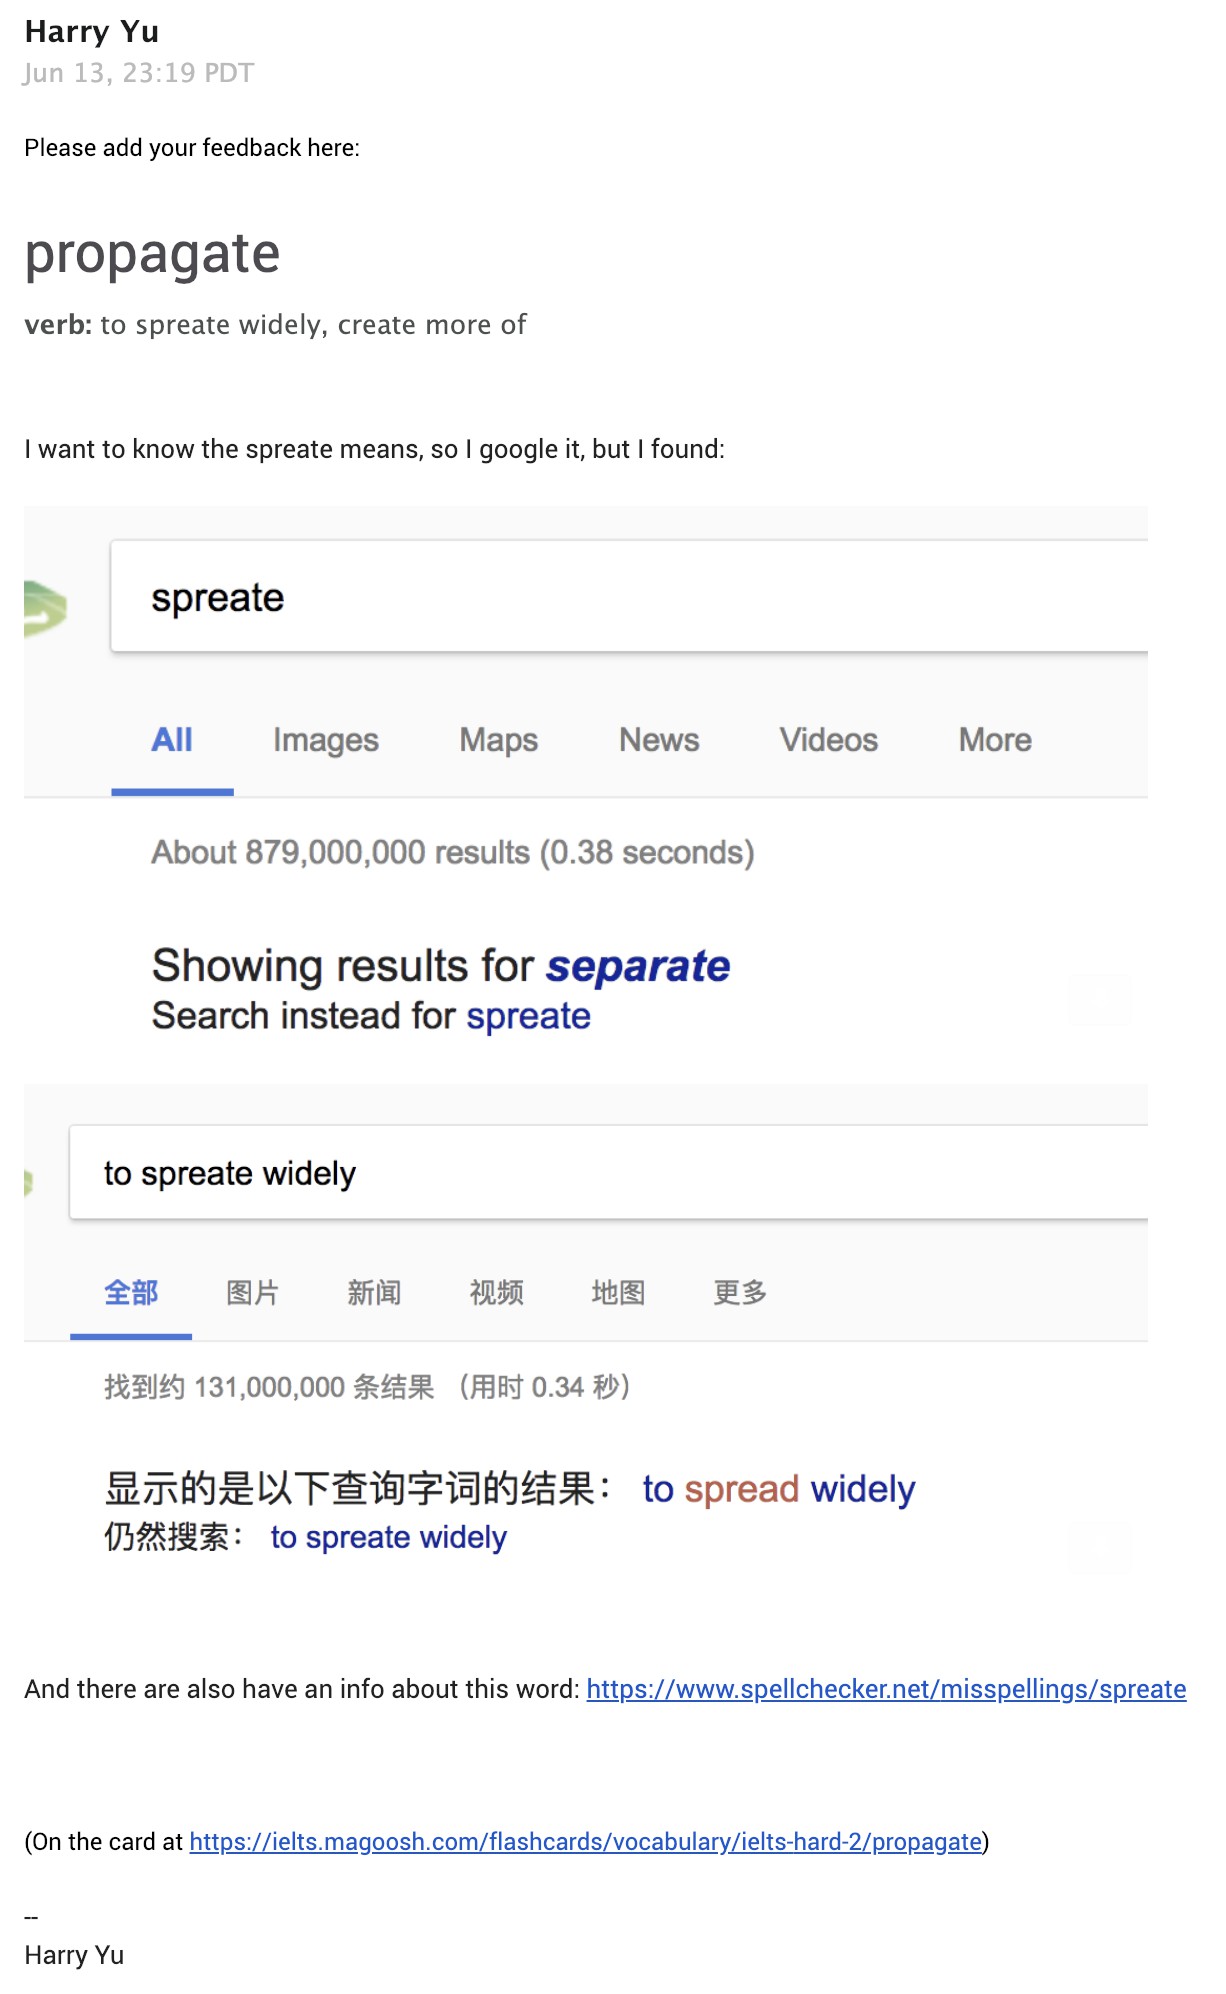 Harry Yu
Jun 13, 23:19 PDT
Please add your feedback here:
propagate
verb: to spreate widely, create more of
I want to know the spreate means, so I google it, but I found:
spreate
All Images Maps News Videos More
About 879,000,000 results (0.38 seconds)
Showing results for separate
Search instead for spreate
to spreate widely
全部 图片 新闻 视频 地图 更多
找到约 131,000,000 条结果 （用时 0.34 秒）
显示的是以下查询字词的结果： to spread widely
仍然搜索： to spreate widely
And there are also have an info about this word: https://www.spellchecker.net/misspellings/spreate
(On the card at https://ielts.magoosh.com/flashcards/vocabulary/ielts-hard-2/propagate)
--
Harry Yu